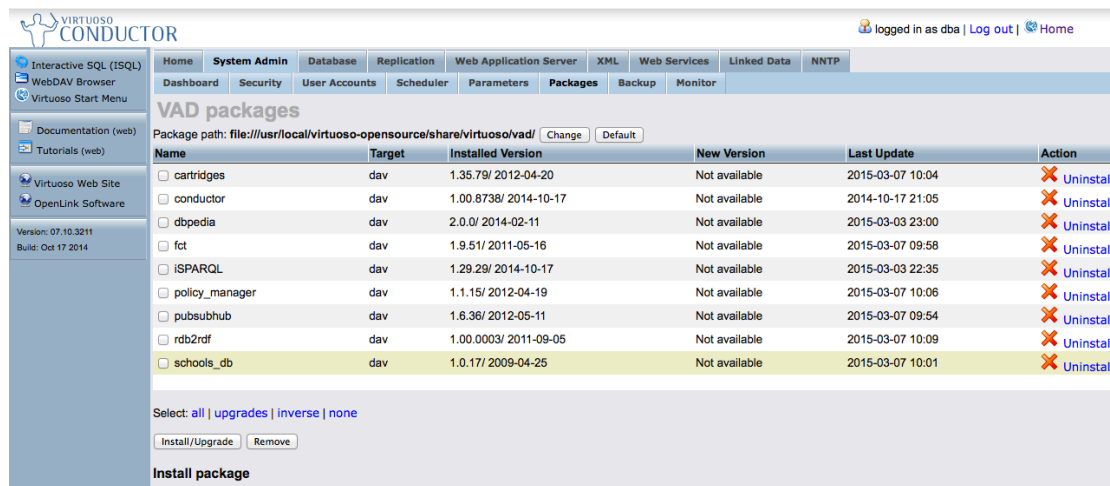 VIRTUOSO
CONDUCTOR
logged in as dba | Log out | Home
Interactive SQL (ISQL)
WebDAV Browser
Virtuoso Start Menu
Documentation (web)
Tutorials (web)
Virtuoso Web Site
OpenLink Software
Version: 07.10.3211
Build: Oct 17 2014
Home System Admin Database Replication Web Application Server XML Web Services Linked Data NNTP
Dashboard Security User Accounts Scheduler Parameters Packages Backup Monitor
VAD packages
Package path: file:///usr/local/virtuoso-opensource/share/virtuoso/vad/ Change Default
Name Target Installed Version New Version Last Update Action
cartridges dav 1.35.79/ 2012-04-20 Not available 2015-03-07 10:04 Uninstal
conductor dav 1.00.8738/ 2014-10-17 Not available 2014-10-17 21:05 Uninstal
dbpedia dav 2.0.0/ 2014-02-11 Not available 2015-03-03 23:00 Uninstal
fct dav 1.9.51/ 2011-05-16 Not available 2015-03-07 09:58 Uninstal
iSPARQL dav 1.29.29/ 2014-10-17 Not available 2015-03-03 22:35 Uninstal
policy_manager dav 1.1.15/ 2012-04-19 Not available 2015-03-07 10:06 Uninstal
pubsubhub dav 1.6.36/ 2012-05-11 Not available 2015-03-07 09:54 Uninstal
rdb2rdf dav 1.00.0003/ 2011-09-05 Not available 2015-03-07 10:09 Uninstal
schools_db dav 1.0.17/ 2009-04-25 Not available 2015-03-07 10:01 Uninstal
Select: all | upgrades | inverse | none
Install/Upgrade Remove
Install package